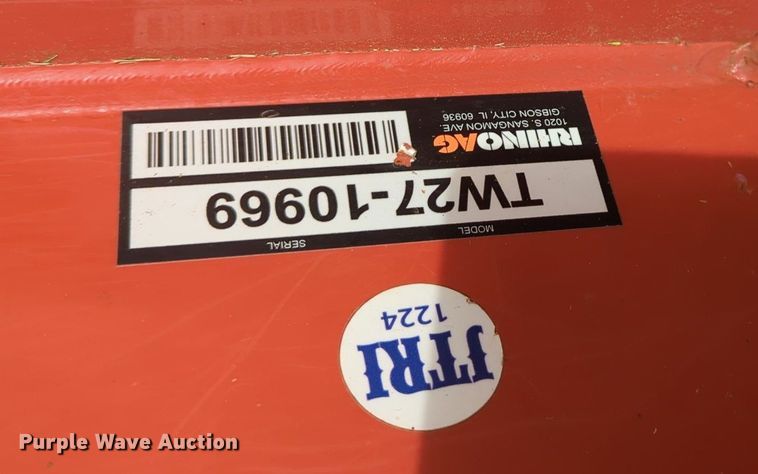 JTRI
1224
MODEL SERIAL
TW27-10969
RHINOAG
1020 S. SANGAMON AVE
GIBSON CITY, IL 60936
Purple Wave Auction